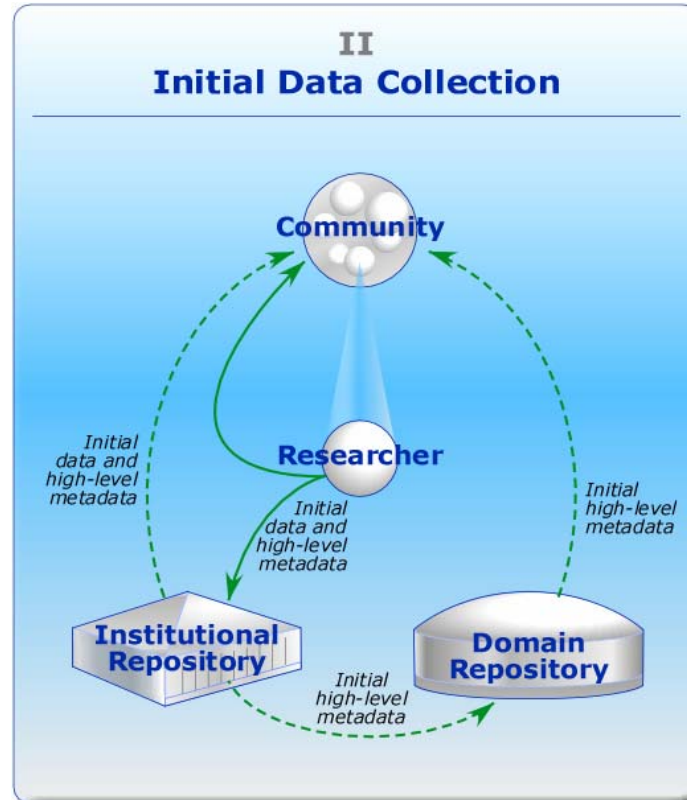 II
Initial Data Collection
Community
Researcher
Initial
data and
high-level
metadata
Initial
data and
high-level
metadata
Initial
high-level
metadata
Institutional
Repository
Domain
Repository
Initial
high-level
metadata